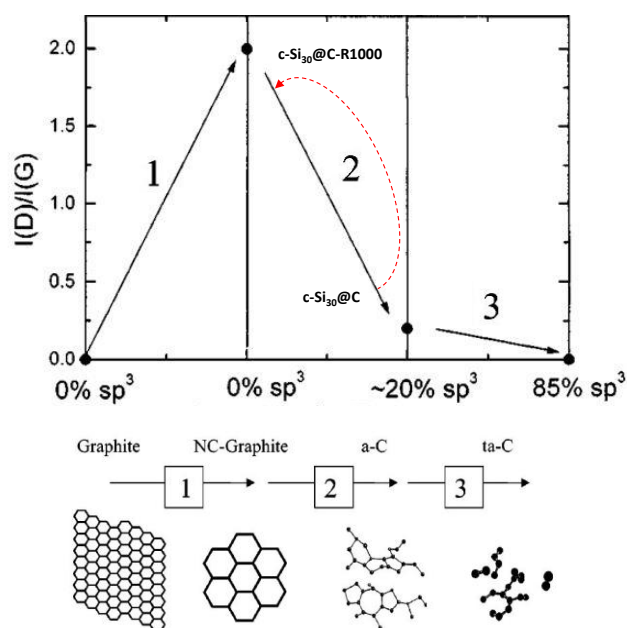 2.0
c-Si₃₀@C-R1000
1.5
1
2
I(D)/I(G)
1.0
0.5
c-Si₃₀@C
3
0.0
0% sp³ 0% sp³ ~20% sp³ 85% sp³
Graphite NC-Graphite a-C ta-C
1 2 3